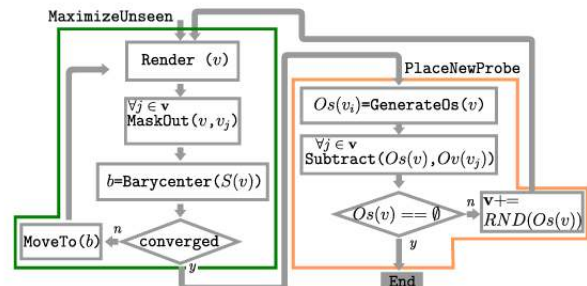 MaximizeUnseen
Render (v)
∀j ∈ v
MaskOut(v,vj)
b=Barycenter(S(v))
MoveTo(b)
n
converged
y
PlaceNewProbe
Os(vi)=GenerateOs(v)
∀j ∈ v
Subtract(Os(v),Ov(vj))
Os(v) == ∅
n
v+=
RND(Os(v))
y
End